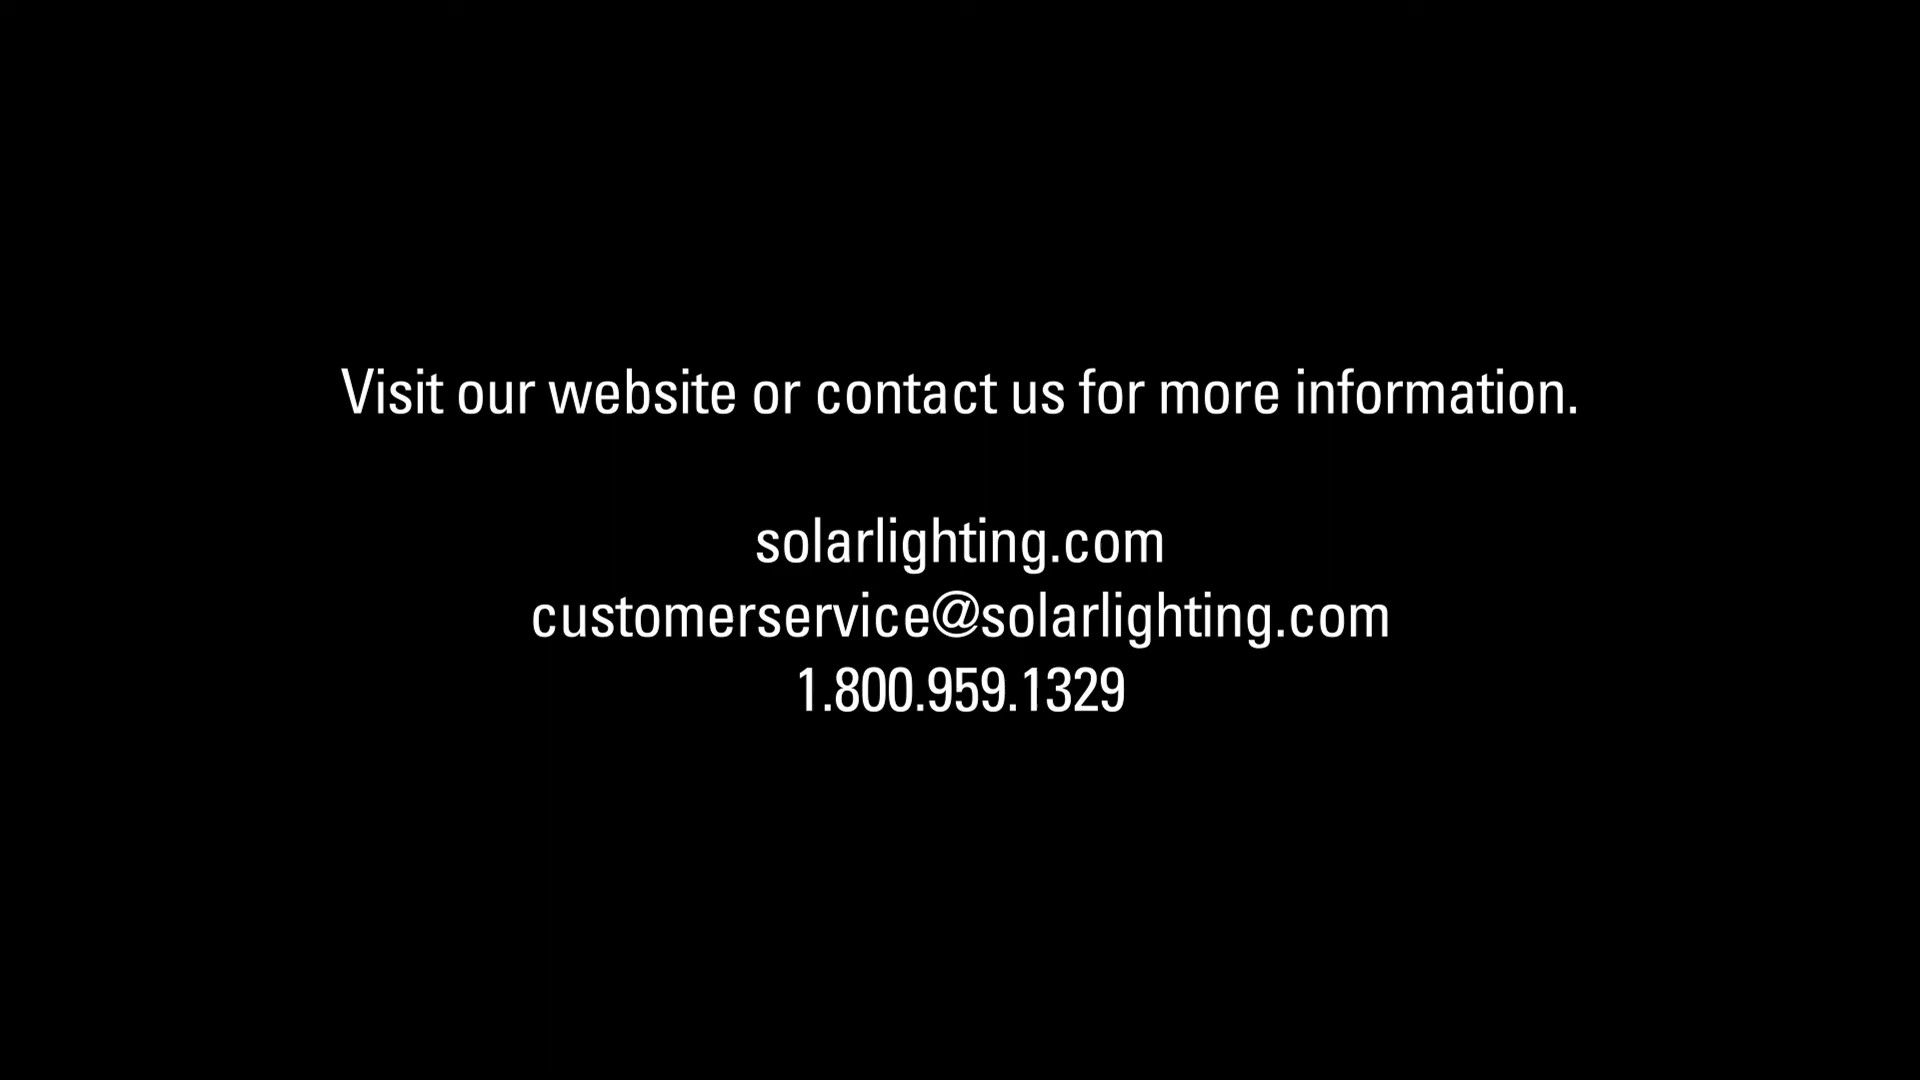 Visit our website or contact us for more information.
solarlighting.com
customerservice@solarlighting.com
1.800.959.1329